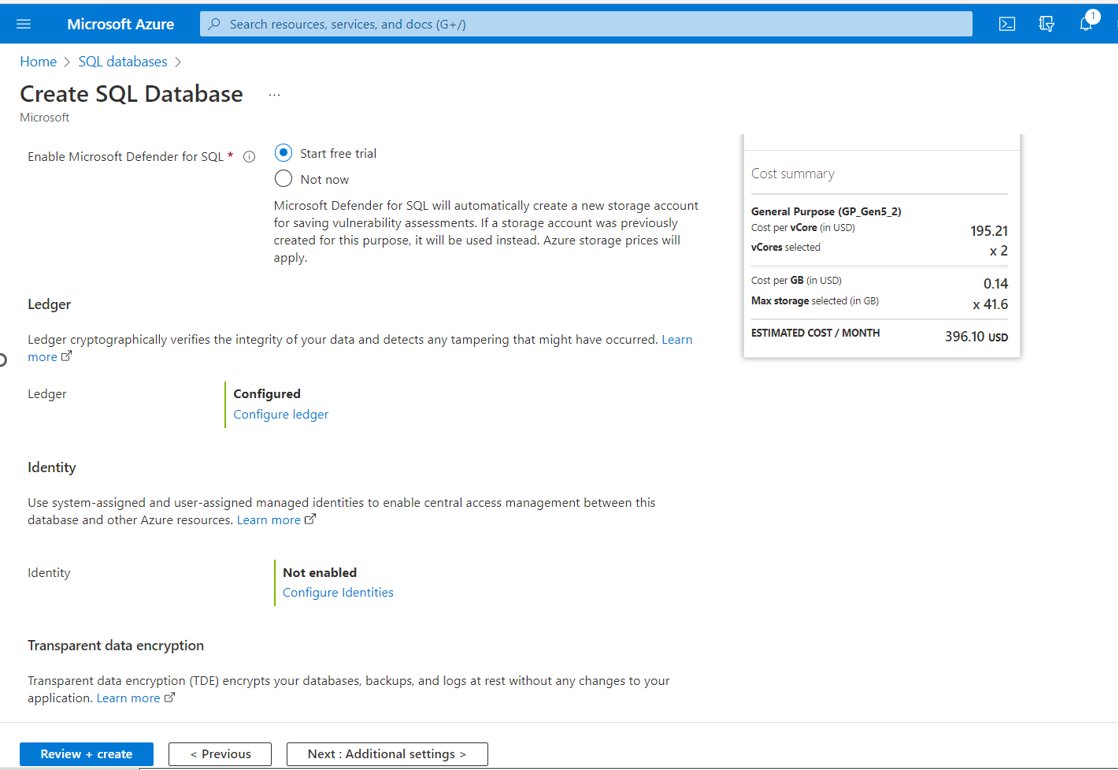 Microsoft Azure
Search resources, services, and docs (G+/)
1
Home > SQL databases >
Create SQL Database ...
Microsoft
Enable Microsoft Defender for SQL *
Start free trial
Not now
Microsoft Defender for SQL will automatically create a new storage account
for saving vulnerability assessments. If a storage account was previously
created for this purpose, it will be used instead. Azure storage prices will
apply.
Ledger
Ledger cryptographically verifies the integrity of your data and detects any tampering that might have occurred. Learn
more
Ledger
Configured
Configure ledger
Identity
Use system-assigned and user-assigned managed identities to enable central access management between this
database and other Azure resources. Learn more
Identity
Not enabled
Configure Identities
Transparent data encryption
Transparent data encryption (TDE) encrypts your databases, backups, and logs at rest without any changes to your
application. Learn more
Cost summary
General Purpose (GP_Gen5_2)
Cost per vCore (in USD) 195.21
vCores selected x 2
Cost per GB (in USD) 0.14
Max storage selected (in GB) x 41.6
ESTIMATED COST / MONTH 396.10 USD
Review + create
< Previous
Next : Additional settings >